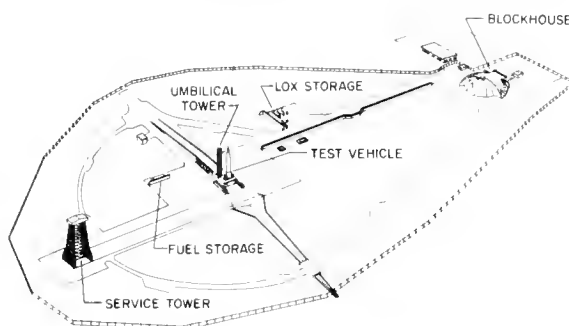 BLOCKHOUSE
UMBILICAL
TOWER
LOX STORAGE
TEST VEHICLE
FUEL STORAGE
SERVICE TOWER